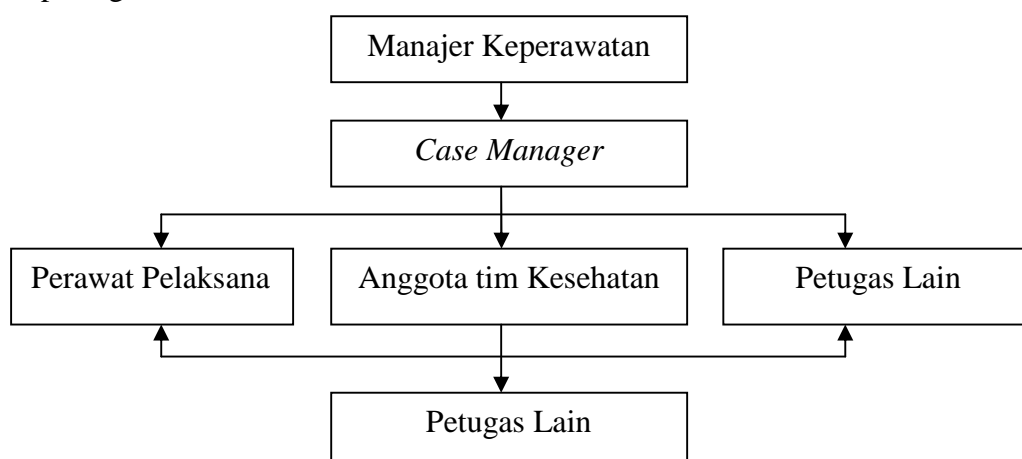 Manajer Keperawatan
Case Manager
Perawat Pelaksana
Anggota tim Kesehatan
Petugas Lain
Petugas Lain